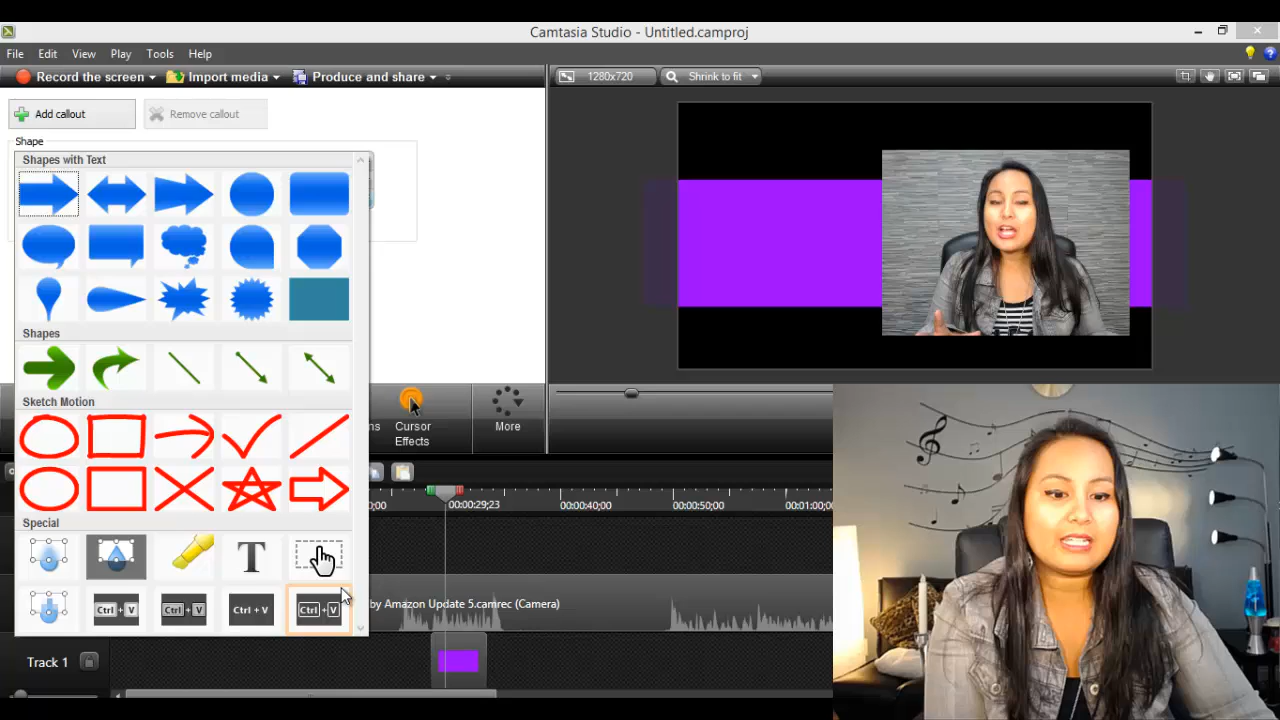 Camtasia Studio - Untitled.camproj
File Edit View Play Tools Help
Record the screen Import media Produce and share
1280x720 Shrink to fit
Add callout Remove callout
Shape
Shapes with Text
Shapes
Sketch Motion
Cursor
Effects
More
ns
Special
00;00 00:00:29;23 00:00:40;00 00:00:50;00 00:01:00;00
T
Ctrl + V Ctrl + V Ctrl + V Ctrl + V
by Amazon Update 5.camrec (Camera)
Track 1